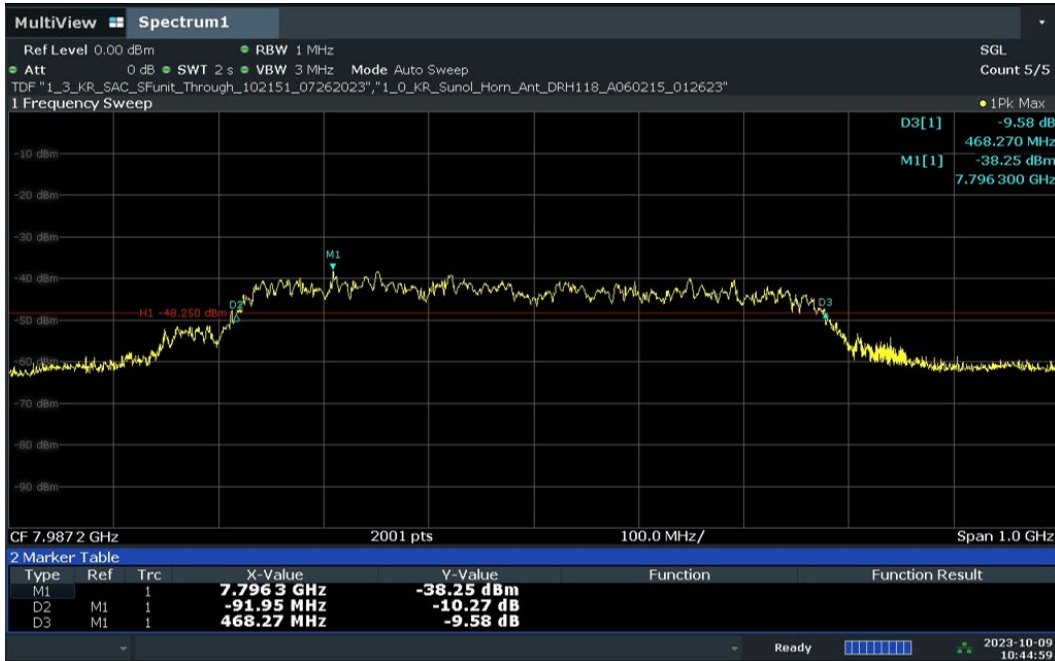 MultiView Spectrum1
Ref Level 0.00 dBm RBW 1 MHz SGL
Att 0 dB SWT 2 s VBW 3 MHz Mode Auto Sweep Count 5/5
TDF "1_3_KR_SAC_SFunit_Through_102151_07262023","1_0_KR_Sunol_Horn_Ant_DRH118_A060215_012623"
1 Frequency Sweep 1Pk Max
D3[1] -9.58 dB
468.270 MHz
-10 dBm
M1[1] -38.25 dBm
7.796 300 GHz
-20 dBm
-30 dBm
M1
-40 dBm
D2 D3
H1 -48.250 dBm
-50 dBm
-60 dBm
-70 dBm
-80 dBm
-90 dBm
CF 7.9872 GHz 2001 pts 100.0 MHz/ Span 1.0 GHz
2 Marker Table
Type Ref Trc X-Value Y-Value Function Function Result
M1 1 7.7963 GHz -38.25 dBm
D2 M1 1 -91.95 MHz -10.27 dB
D3 M1 1 468.27 MHz -9.58 dB
Ready 2023-10-09
10:44:59